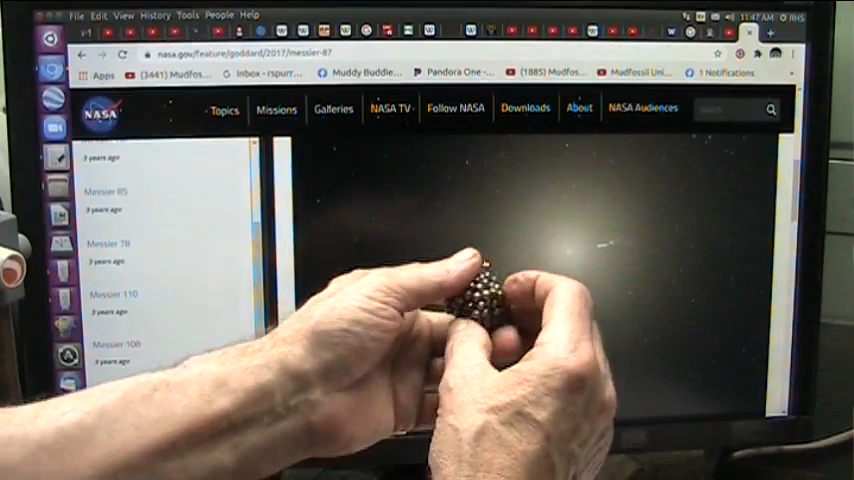 File Edit View History Tools People Help
11:47 AM RHS
nasa.gov/feature/goddard/2017/messier-87
Apps (3441) Mudfos... Inbox - rspurr... Muddy Buddie... Pandora One -... (1885) Mudfos... Mudfossil Uni... 1 Notifications
NASA Topics Missions Galleries NASA TV Follow NASA Downloads About NASA Audiences Search
3 years ago
Messier 85
3 years ago
Messier 78
3 years ago
Messier 110
3 years ago
Messier 100
3 years ago